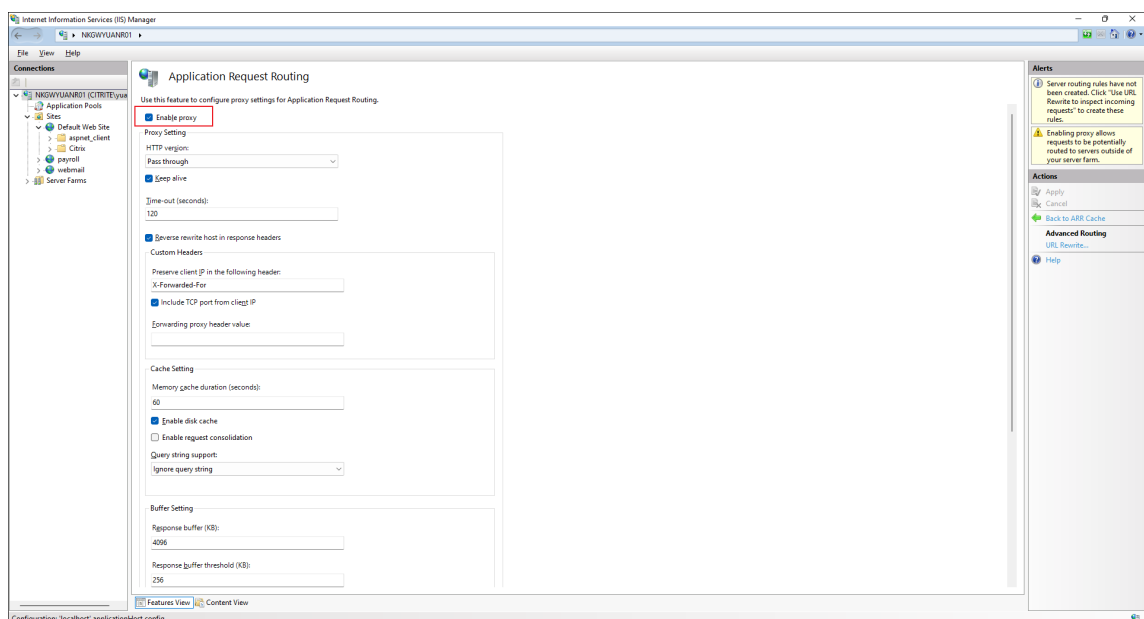 Internet Information Services (IIS) Manager
NKGWYUANR01
File View Help
Connections
NKGWYUANR01 (CITRITE\yua
Application Pools
Sites
Default Web Site
aspnet_client
Citrix
payroll
webmail
Server Farms
Application Request Routing
Use this feature to configure proxy settings for Application Request Routing.
Enable proxy
Proxy Setting
HTTP version:
Pass through
Keep alive
Time-out (seconds):
120
Reverse rewrite host in response headers
Custom Headers
Preserve client IP in the following header:
X-Forwarded-For
Include TCP port from client IP
Forwarding proxy header value:
Cache Setting
Memory cache duration (seconds):
60
Enable disk cache
Enable request consolidation
Query string support:
Ignore query string
Buffer Setting
Response buffer (KB):
4096
Response buffer threshold (KB):
256
Features View Content View
Alerts
Server routing rules have not
been created. Click "Use URL
Rewrite to inspect incoming
requests" to create these
rules.
Enabling proxy allows
requests to be potentially
routed to servers outside of
your server farm.
Actions
Apply
Cancel
Back to ARR Cache
Advanced Routing
URL Rewrite...
Help
Configuration: 'localhost' applicationHost.config